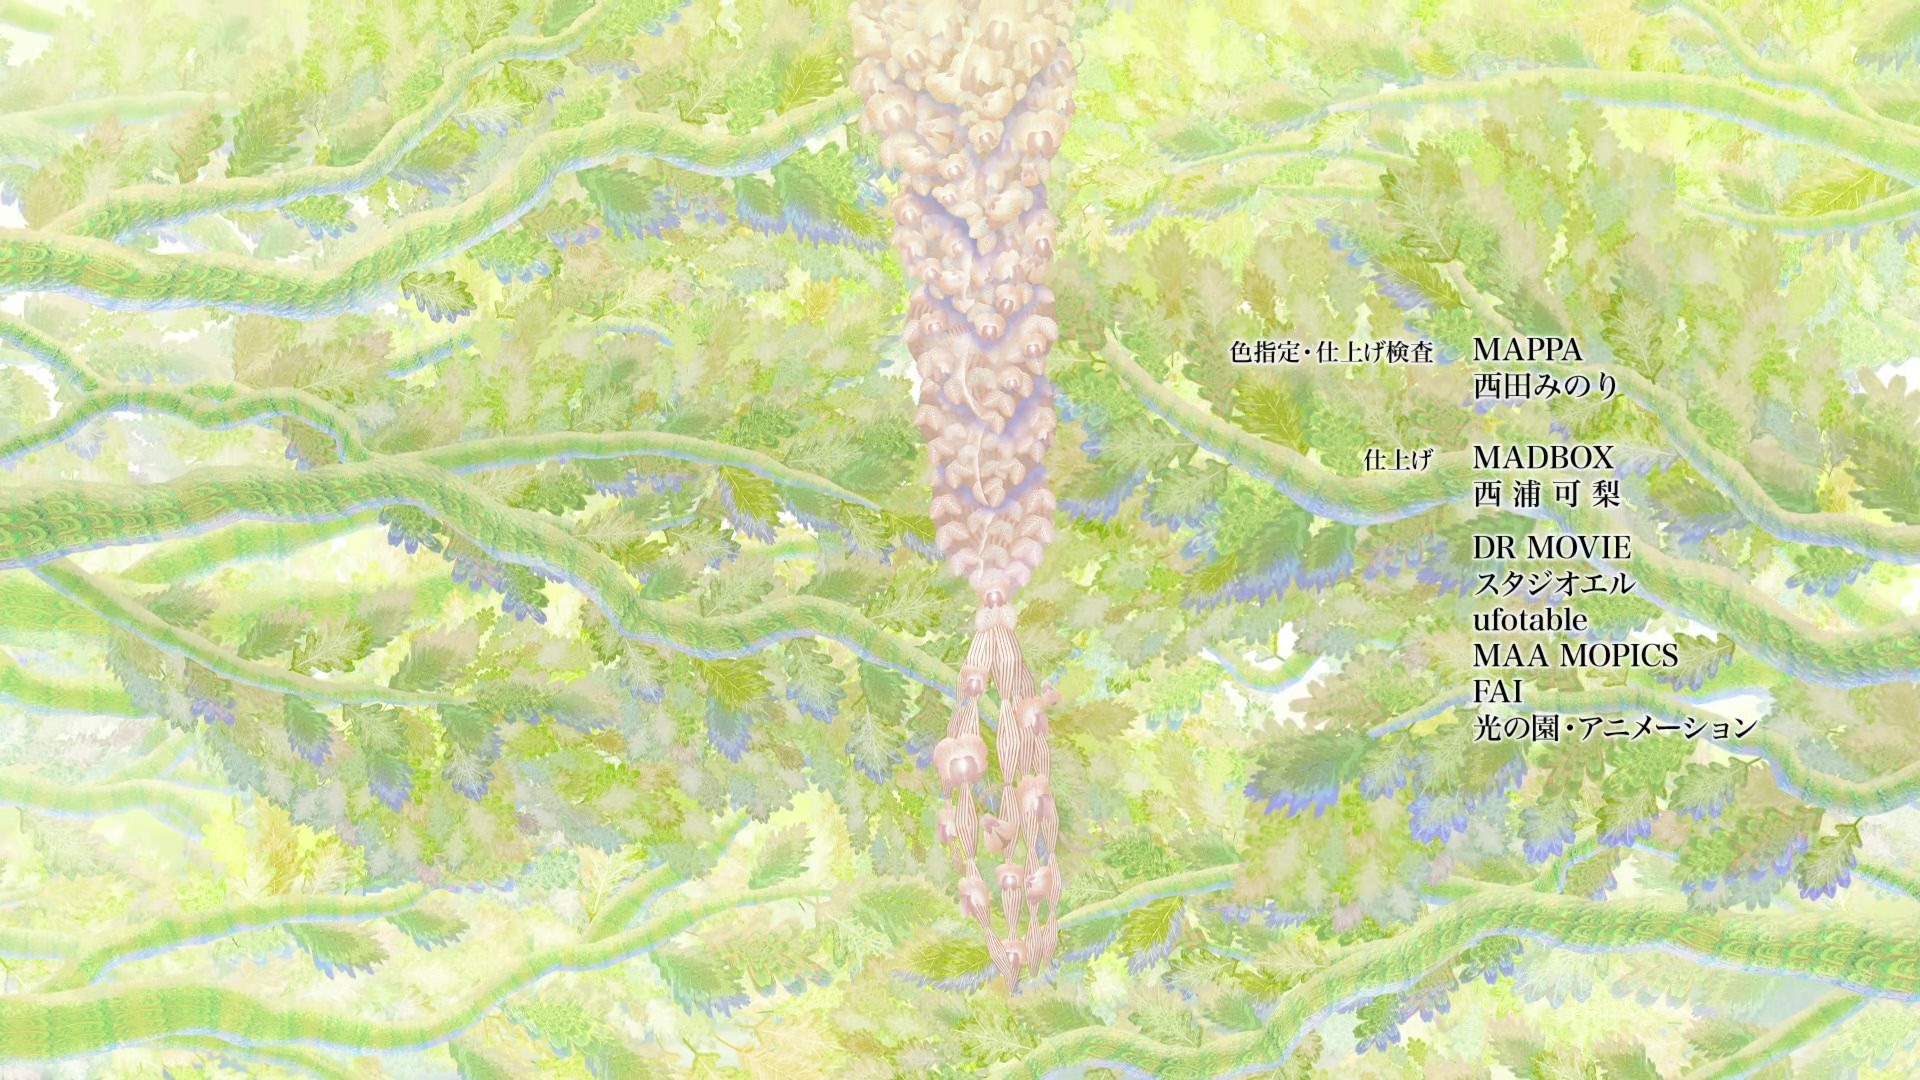 色指定・仕上げ検査 MAPPA
西田みのり
仕上げ MADBOX
西浦可梨
DR MOVIE
スタジオエル
ufotable
MAA MOPICS
FAI
光の園・アニメーション